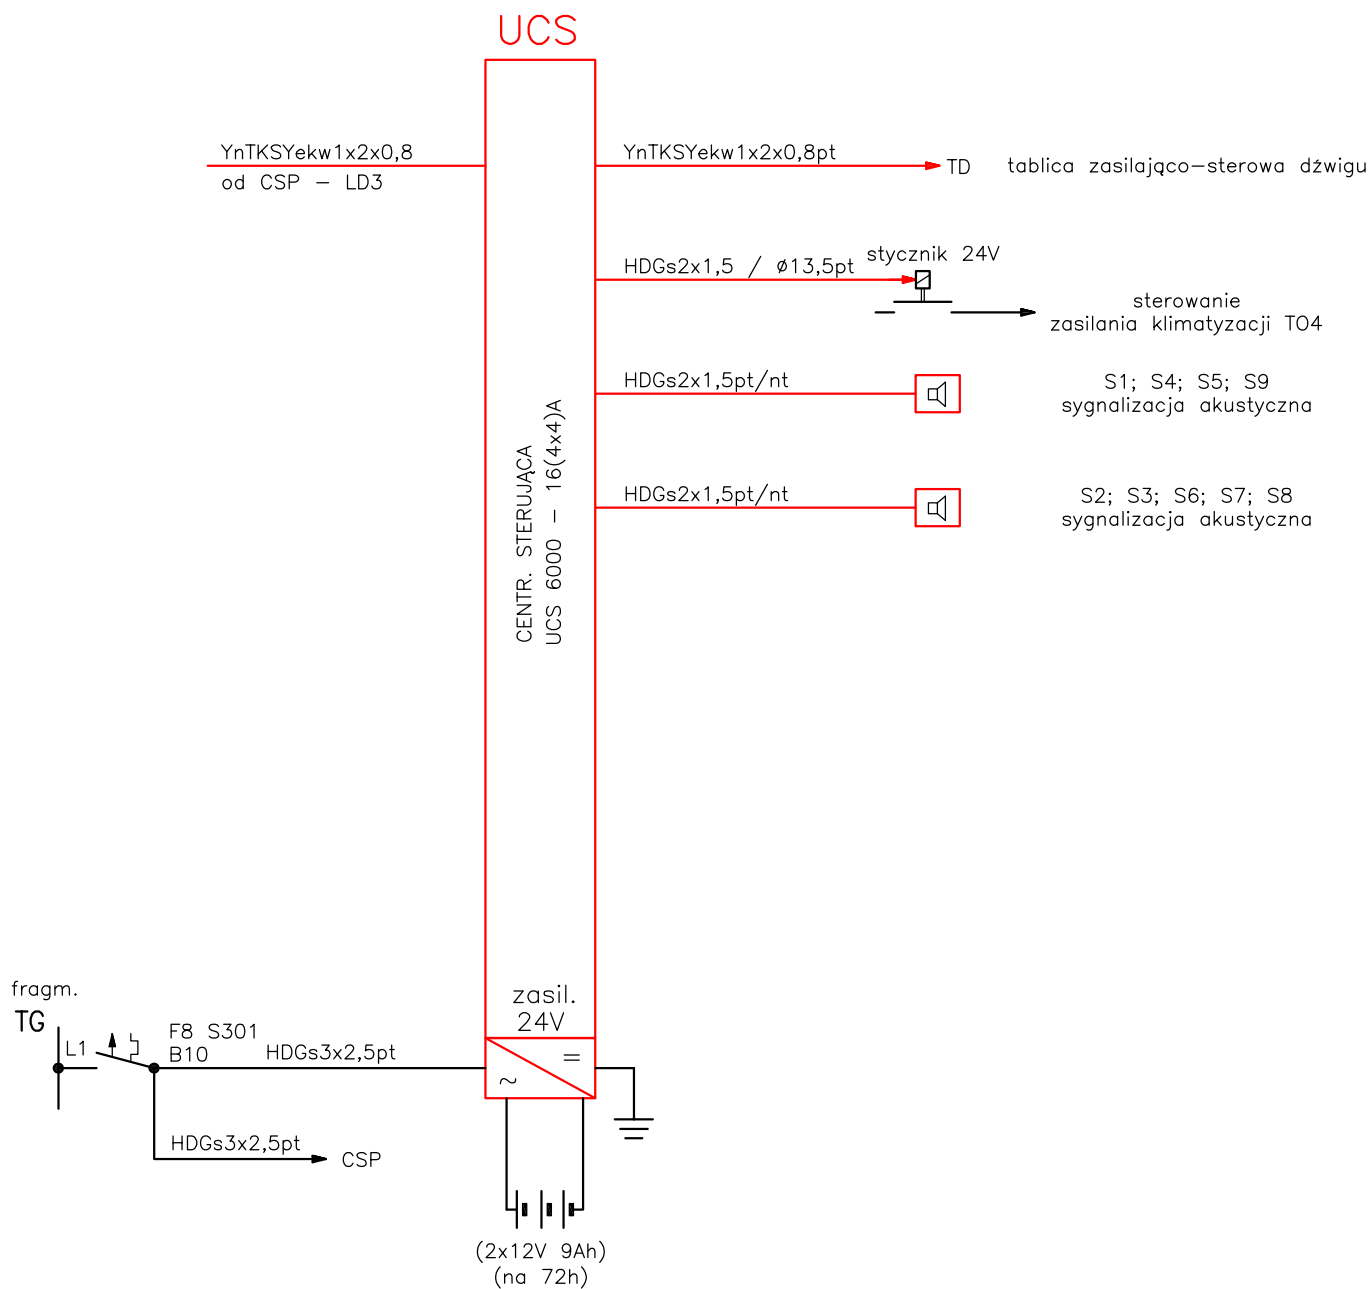 UCS
YnTKSYekw1x2x0,8
od CSP – LD3
YnTKSYekw1x2x0,8pt
TD
tablica zasilająco–sterowa dźwigu
HDGs2x1,5 / ø13,5pt
stycznik 24V
sterowanie
zasilania klimatyzacji TO4
HDGs2x1,5pt/nt
S1; S4; S5; S9
sygnalizacja akustyczna
HDGs2x1,5pt/nt
S2; S3; S6; S7; S8
sygnalizacja akustyczna
CENTR. STERUJĄCA
UCS 6000 – 16(4x4)A
zasil.
24V
~
=
fragm.
TG
L1
F8 S301
B10
HDGs3x2,5pt
HDGs3x2,5pt
CSP
(2x12V 9Ah)
(na 72h)